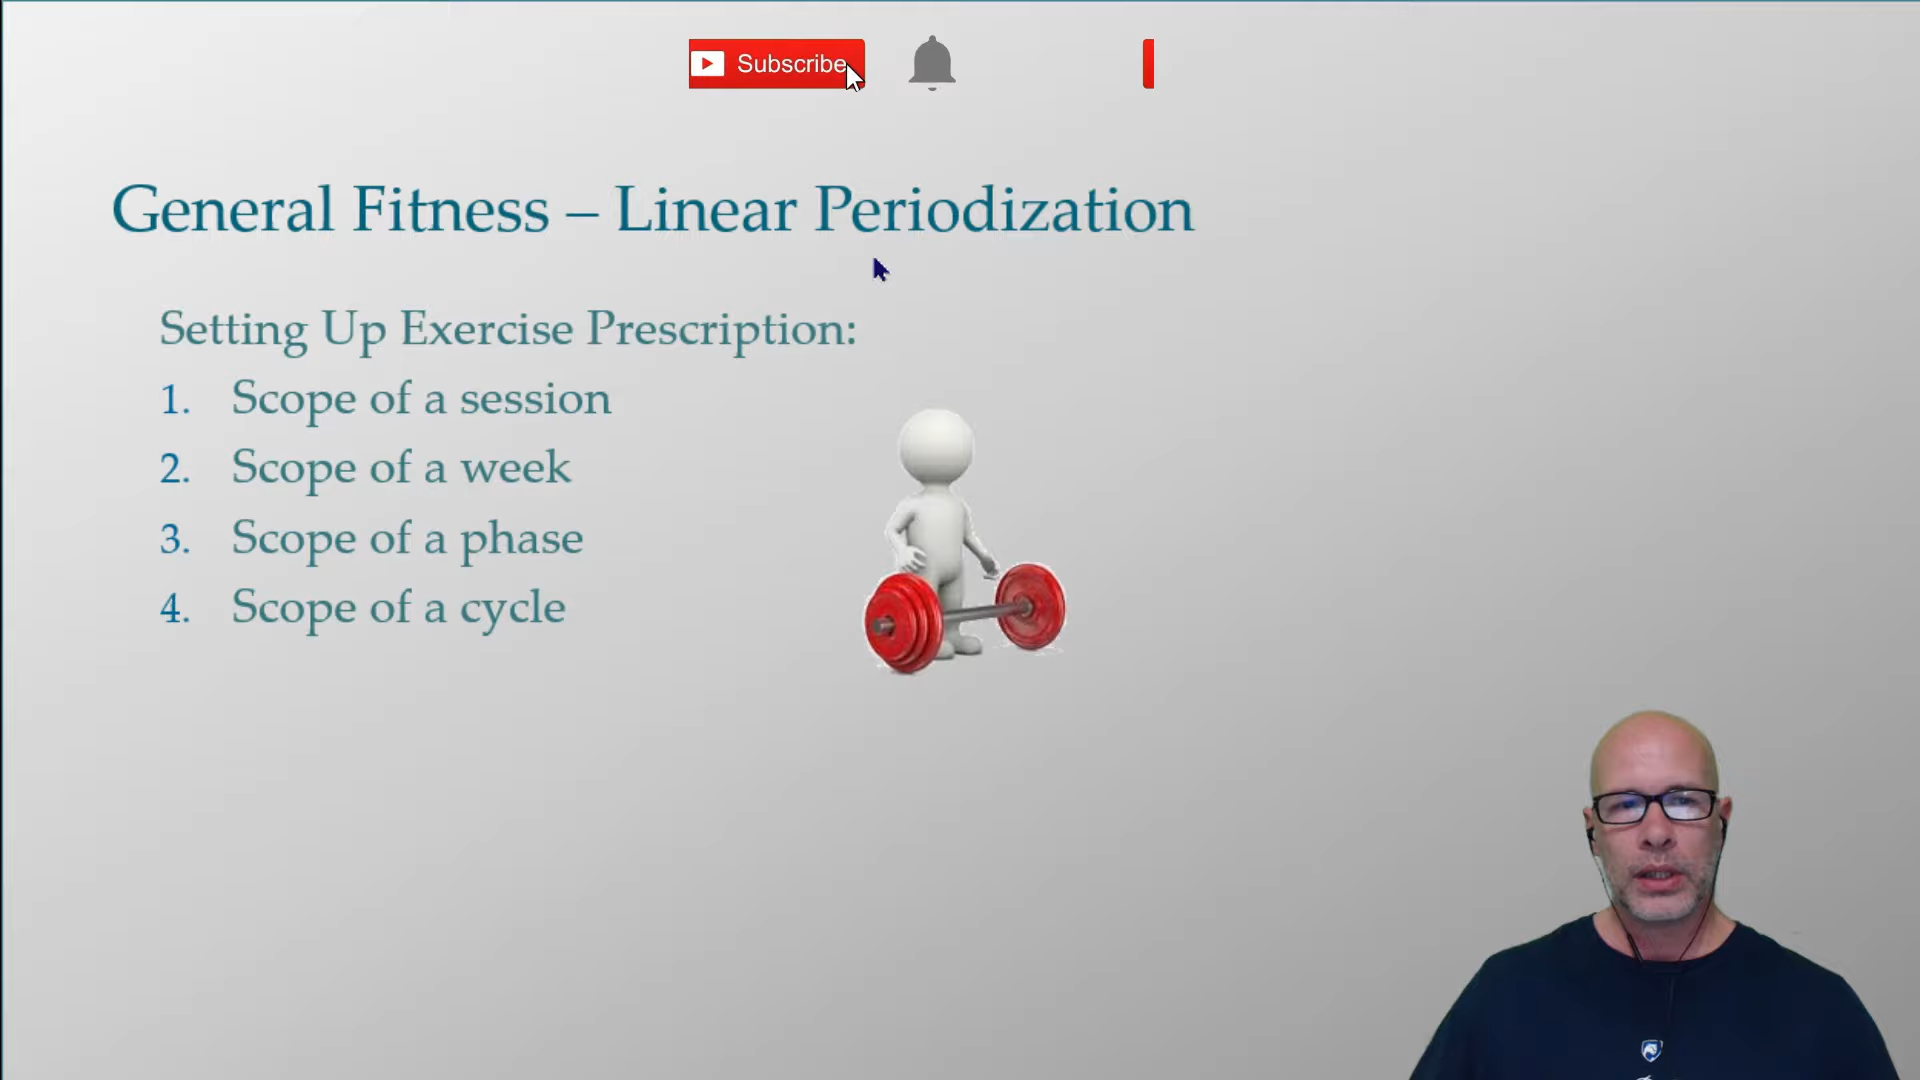 Subscribe
General Fitness – Linear Periodization
Setting Up Exercise Prescription:
1. Scope of a session
2. Scope of a week
3. Scope of a phase
4. Scope of a cycle